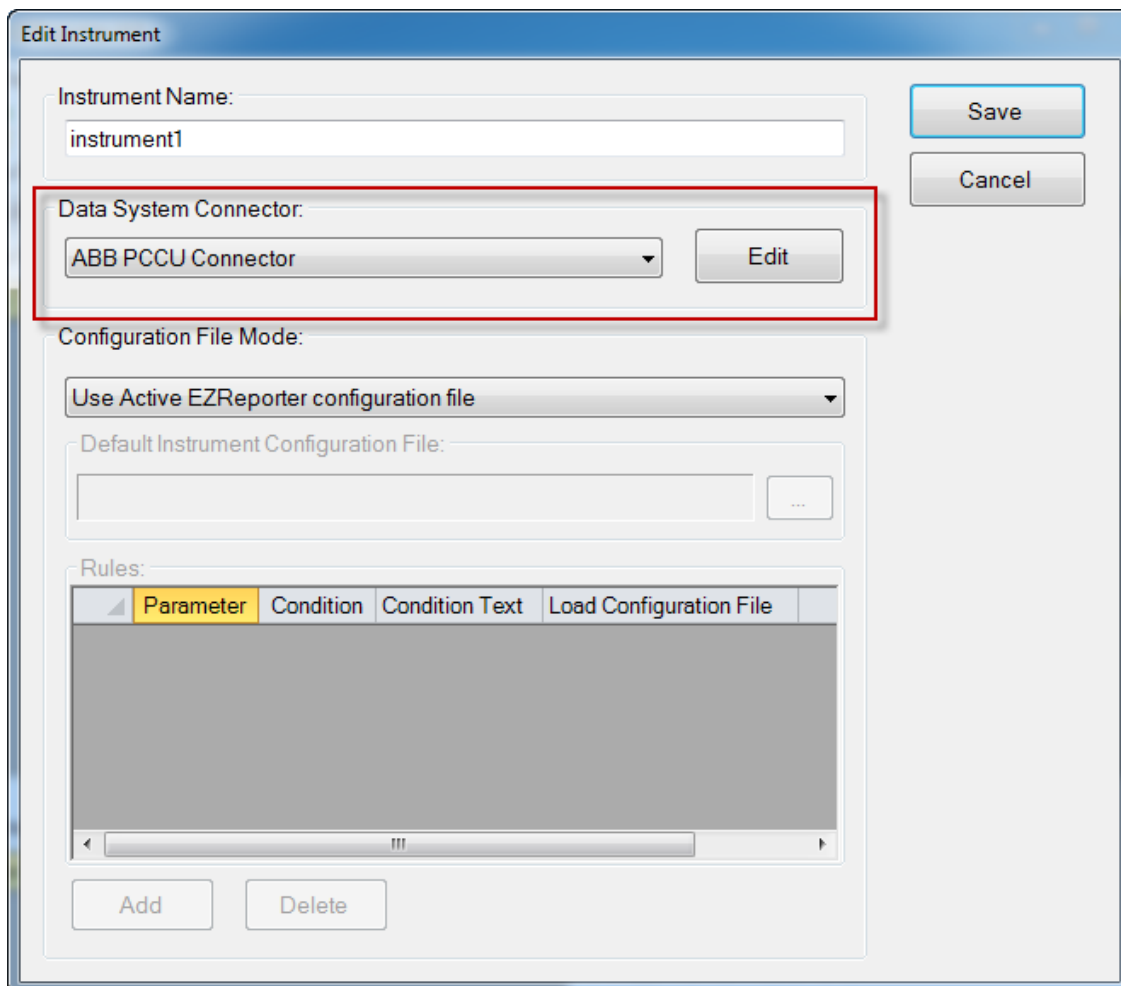 Edit Instrument
Instrument Name:
instrument1
Save
Cancel
Data System Connector:
ABB PCCU Connector
Edit
Configuration File Mode:
Use Active EZReporter configuration file
Default Instrument Configuration File:
...
Rules:
Parameter Condition Condition Text Load Configuration File
Add Delete